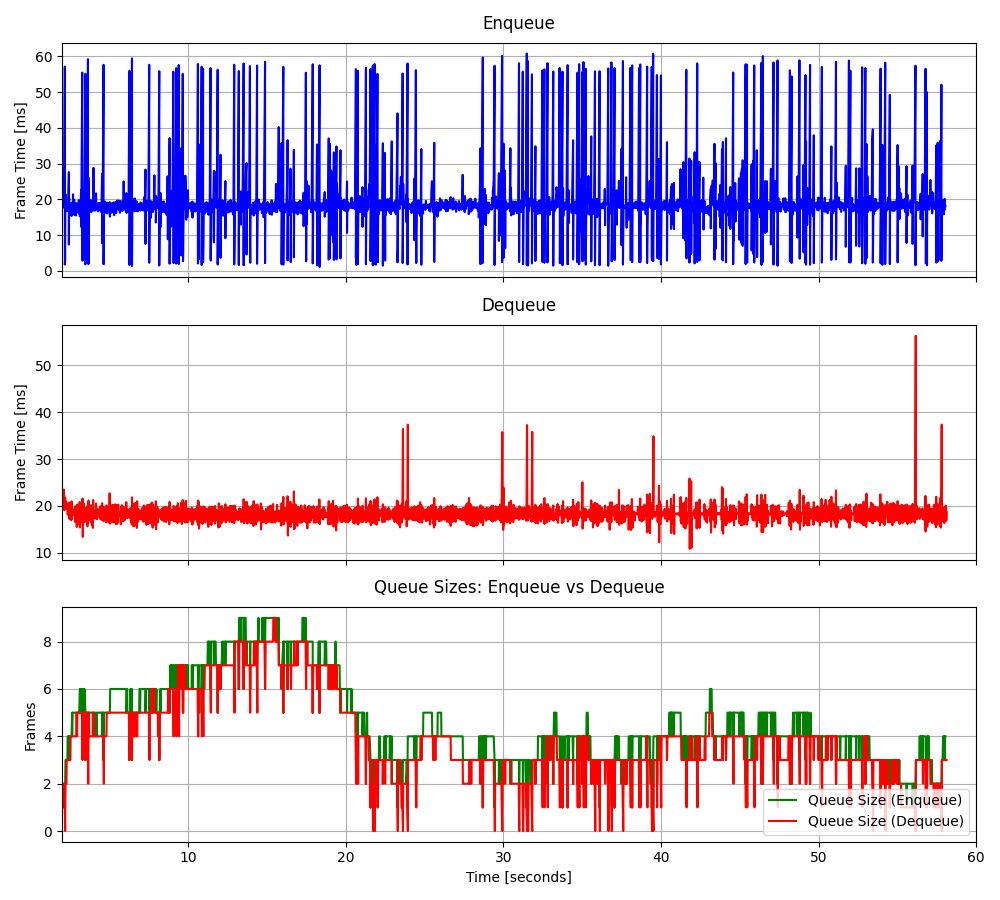 Enqueue
Frame Time [ms]
60
50
40
30
20
10
0
Dequeue
Frame Time [ms]
50
40
30
20
10
Queue Sizes: Enqueue vs Dequeue
Frames
8
6
4
2
0
Queue Size (Enqueue)
Queue Size (Dequeue)
10 20 30 40 50 60
Time [seconds]